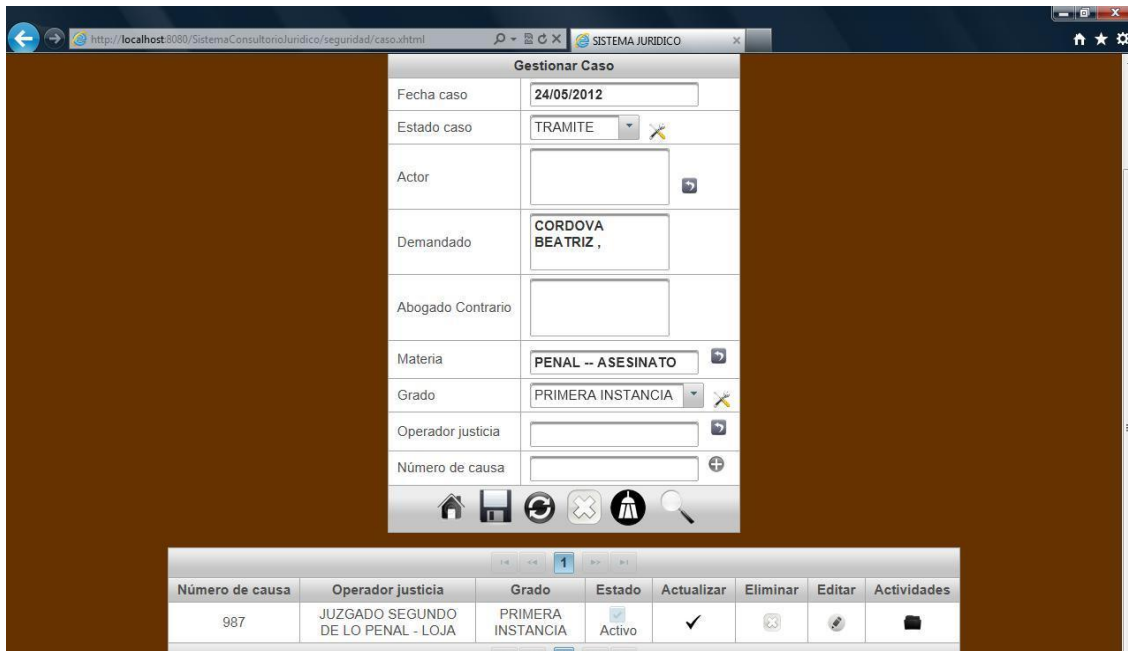 http://localhost:8080/SistemaConsultorioJuridico/seguridad/caso.xhtml
SISTEMA JURIDICO
Gestionar Caso
Fecha caso 24/05/2012
Estado caso TRAMITE
Actor
Demandado CORDOVA
BEATRIZ ,
Abogado Contrario
Materia PENAL -- ASESINATO
Grado PRIMERA INSTANCIA
Operador justicia
Número de causa
1
Número de causa Operador justicia Grado Estado Actualizar Eliminar Editar Actividades
987 JUZGADO SEGUNDO DE LO PENAL - LOJA PRIMERA INSTANCIA Activo